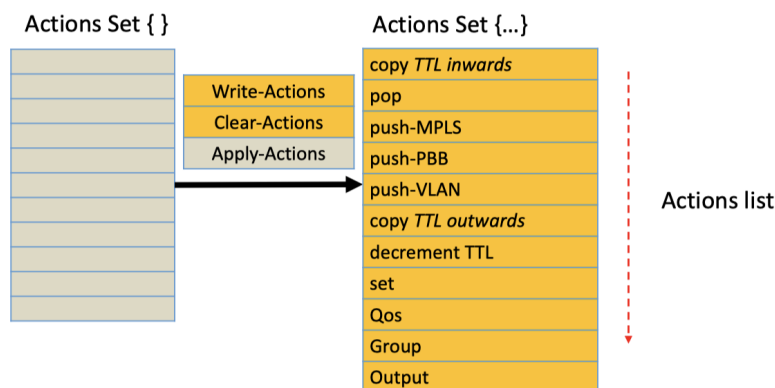 Actions Set { }
Actions Set {...}
Write-Actions
Clear-Actions
Apply-Actions
copy TTL inwards
pop
push-MPLS
push-PBB
push-VLAN
copy TTL outwards
decrement TTL
set
Qos
Group
Output
Actions list